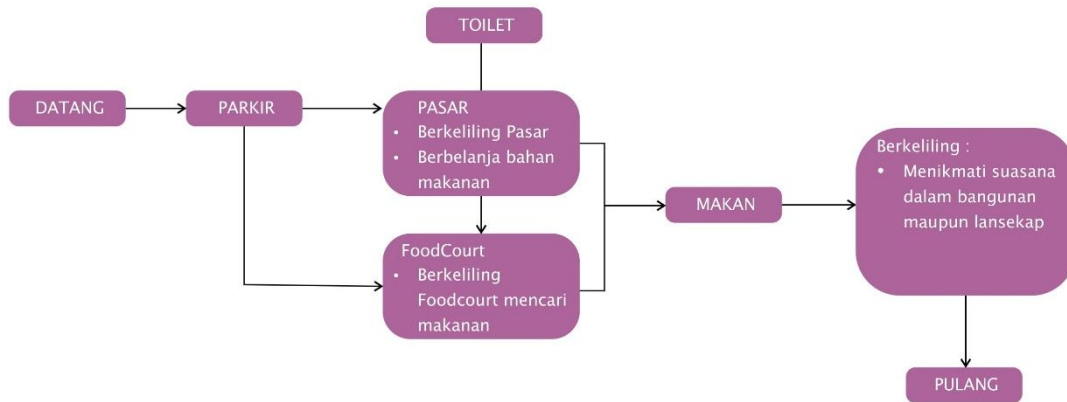 TOILET
DATANG
PARKIR
PASAR
• Berkeliling Pasar
• Berbelanja bahan
makanan
FoodCourt
• Berkeliling
Foodcourt mencari
makanan
MAKAN
Berkeliling :
• Menikmati suasana
dalam bangunan
maupun lansekap
PULANG